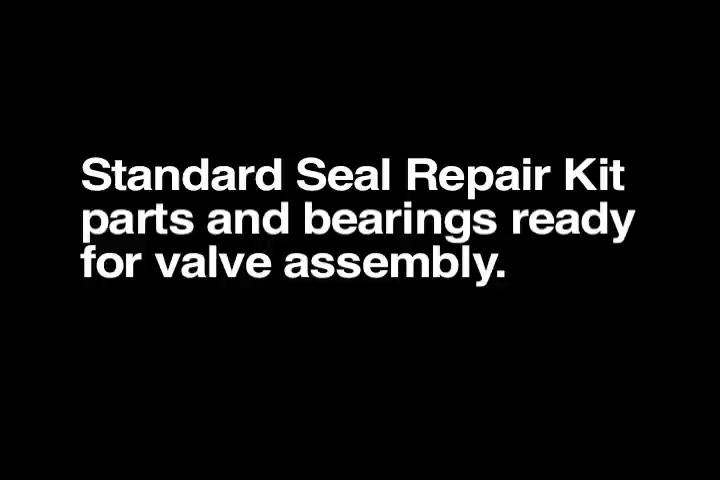 Standard Seal Repair Kit
parts and bearings ready
for valve assembly.